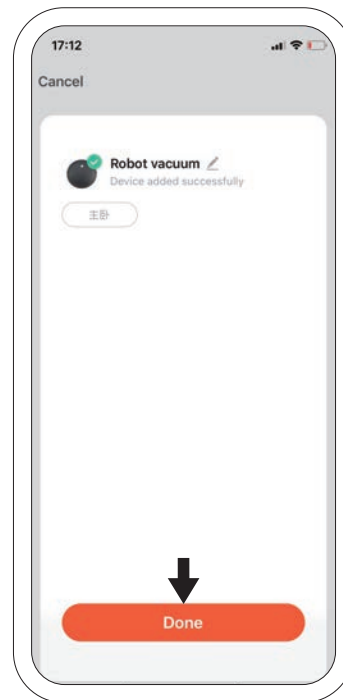 17:12
Cancel
Robot vacuum
Device added successfully
主卧
Done